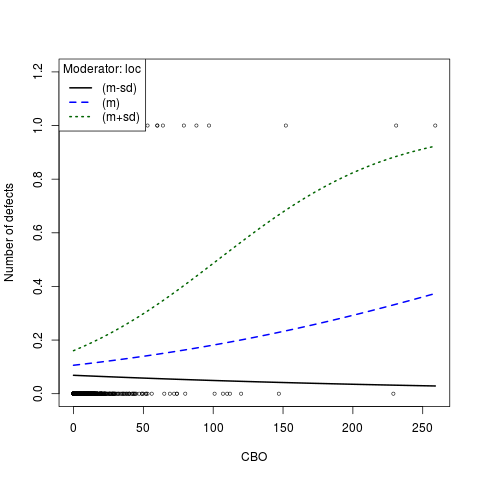 Moderator: loc
(m-sd)
(m)
(m+sd)
Number of defects
1.2
1.0
0.8
0.6
0.4
0.2
0.0
0 50 100 150 200 250
CBO